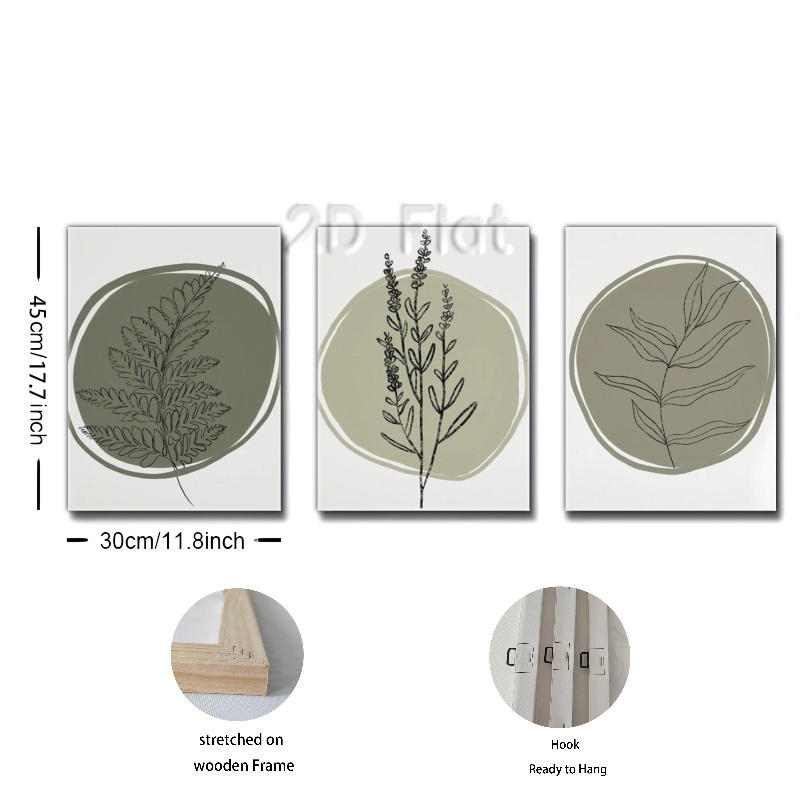 2D Flat
45cm/17.7inch
30cm/11.8inch
stretched on
wooden Frame
Hook
Ready to Hang